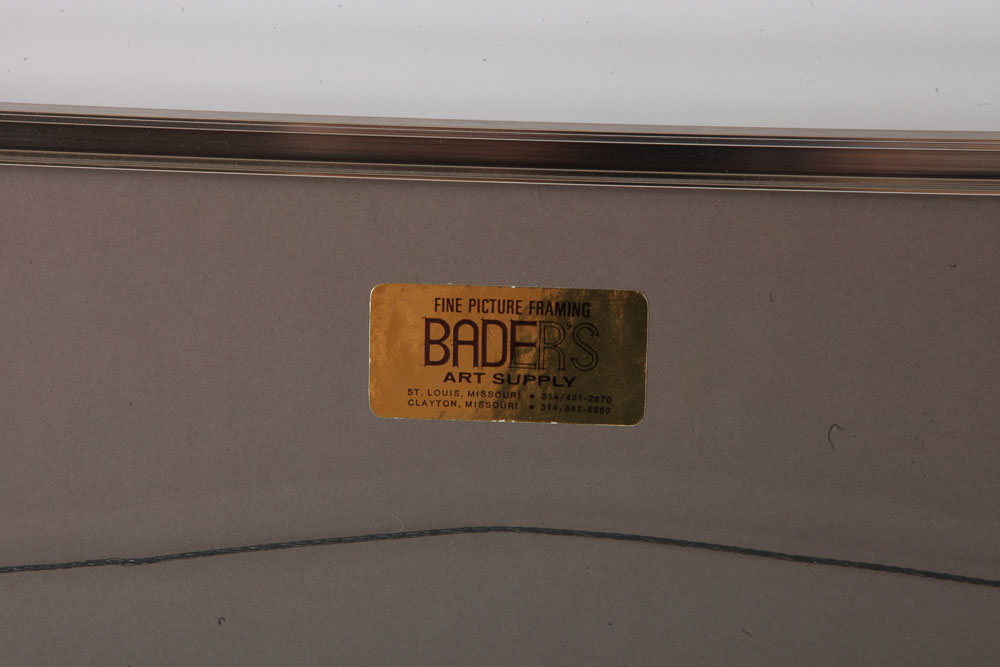 FINE PICTURE FRAMING
BADER'S
ART SUPPLY
ST. LOUIS, MISSOURI • 314/421-2870
CLAYTON, MISSOURI • 314/862-6980